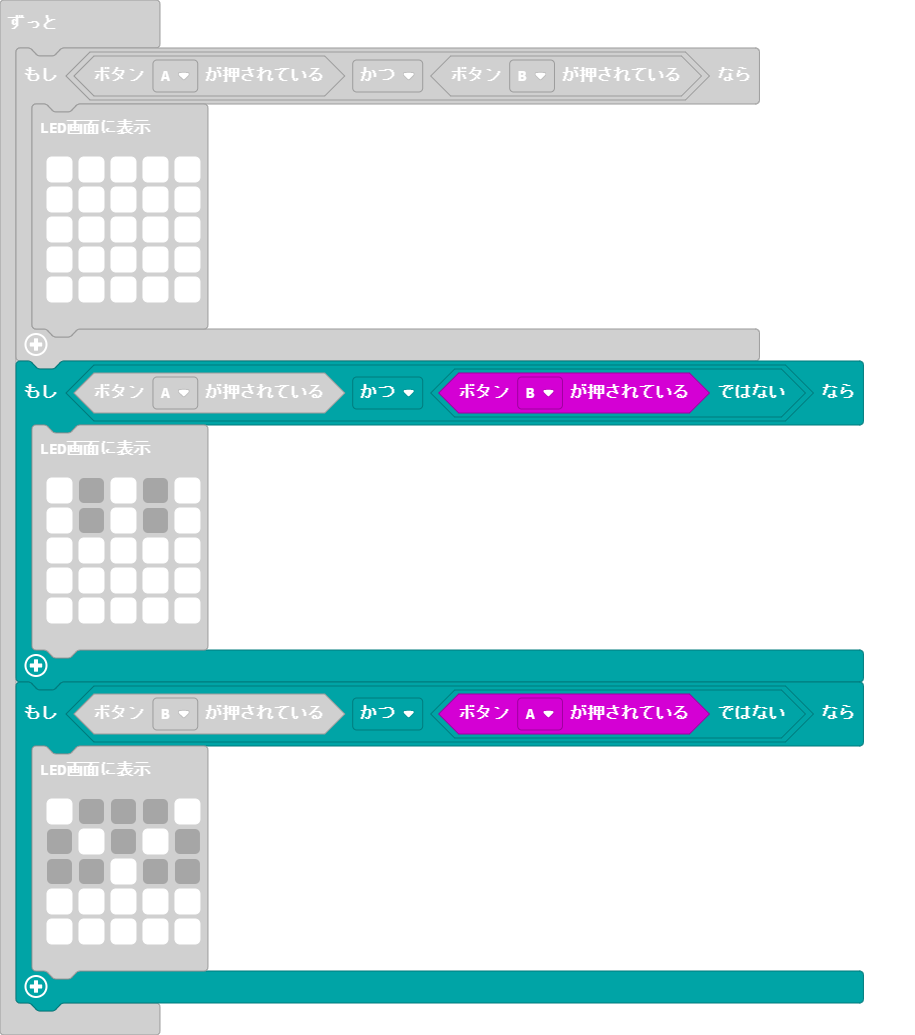 ずっと
もし ボタン A が押されている かつ ボタン B が押されている なら
LED画面に表示
もし ボタン A が押されている かつ ボタン B が押されている ではない なら
LED画面に表示
もし ボタン B が押されている かつ ボタン A が押されている ではない なら
LED画面に表示